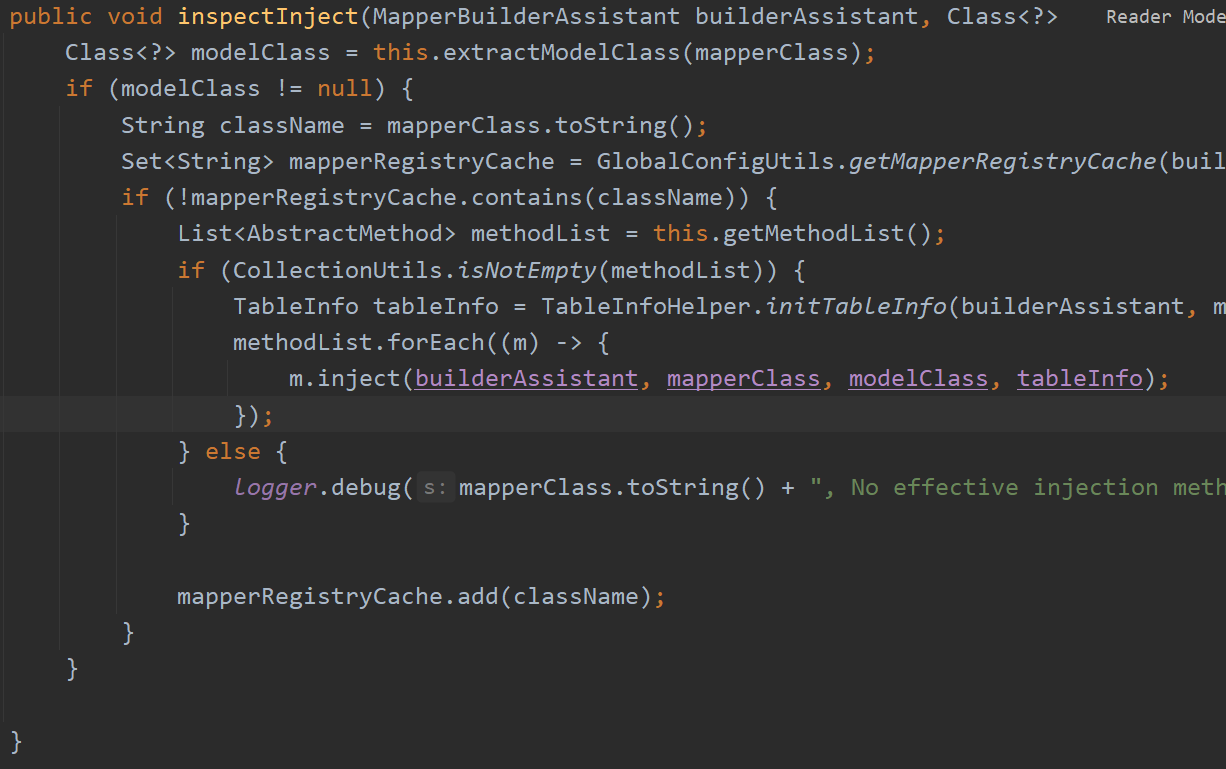 public void inspectInject(MapperBuilderAssistant builderAssistant, Class<?> Reader Mode
Class<?> modelClass = this.extractModelClass(mapperClass);
if (modelClass != null) {
String className = mapperClass.toString();
Set<String> mapperRegistryCache = GlobalConfigUtils.getMapperRegistryCache(buil
if (!mapperRegistryCache.contains(className)) {
List<AbstractMethod> methodList = this.getMethodList();
if (CollectionUtils.isNotEmpty(methodList)) {
TableInfo tableInfo = TableInfoHelper.initTableInfo(builderAssistant, m
methodList.forEach((m) -> {
m.inject(builderAssistant, mapperClass, modelClass, tableInfo);
});
} else {
logger.debug( s: mapperClass.toString() + ", No effective injection meth
}
mapperRegistryCache.add(className);
}
}
}